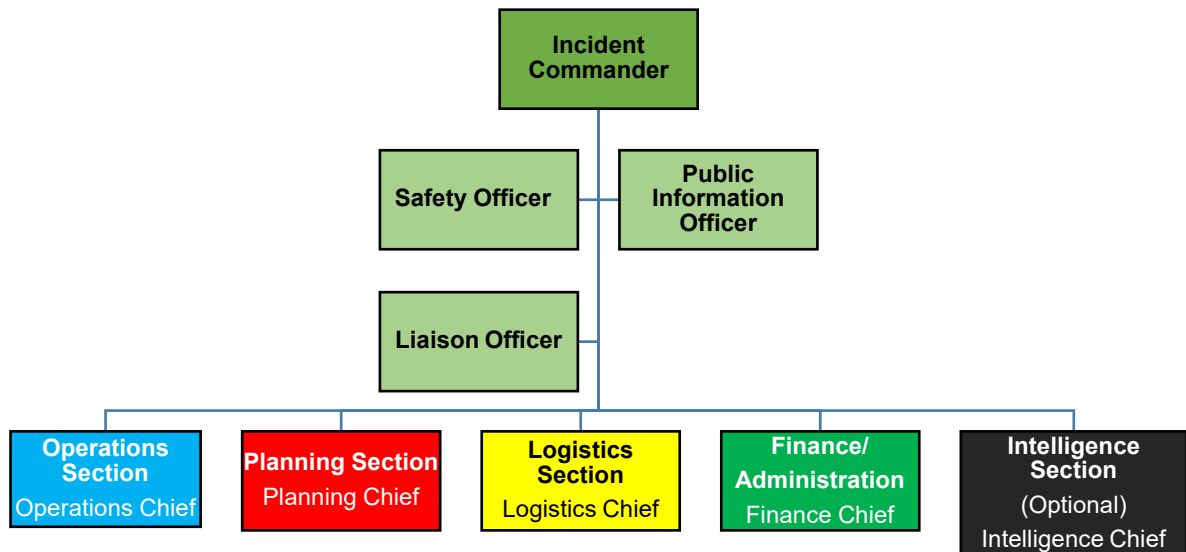 Incident
Commander
Safety Officer
Public
Information
Officer
Liaison Officer
Operations
Section
Operations Chief
Planning Section
Planning Chief
Logistics
Section
Logistics Chief
Finance/
Administration
Finance Chief
Intelligence
Section
(Optional)
Intelligence Chief